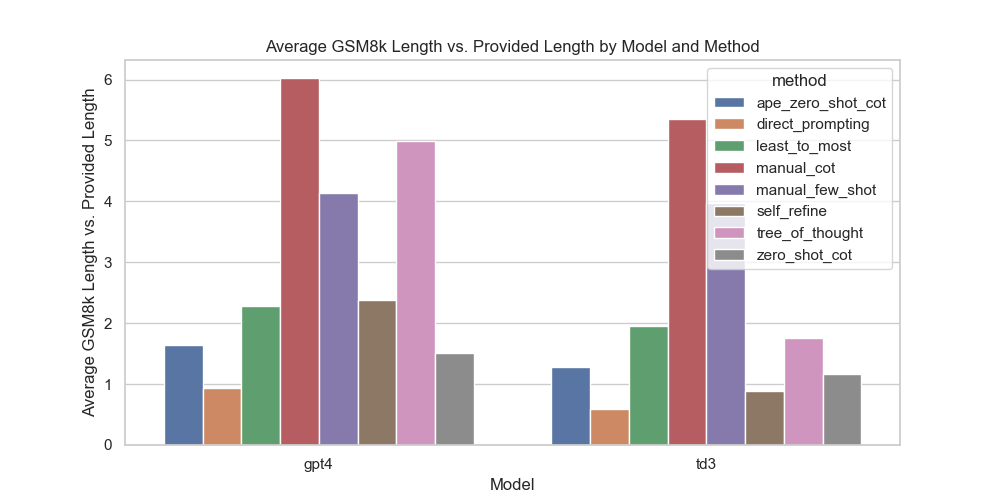 Average GSM8k Length vs. Provided Length by Model and Method
Average GSM8k Length vs. Provided Length
6
5
4
3
2
1
0
method
ape_zero_shot_cot
direct_prompting
least_to_most
manual_cot
manual_few_shot
self_refine
tree_of_thought
zero_shot_cot
gpt4
td3
Model